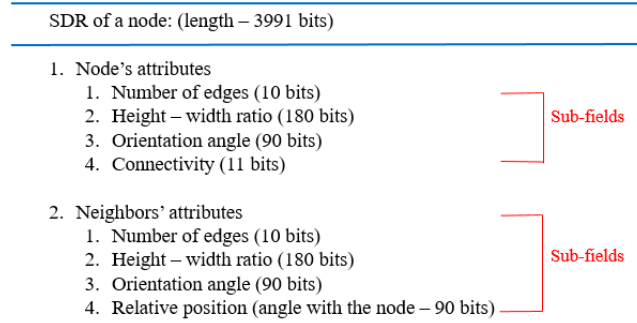 SDR of a node: (length – 3991 bits)
1. Node's attributes
1. Number of edges (10 bits)
2. Height – width ratio (180 bits)
Sub-fields
3. Orientation angle (90 bits)
4. Connectivity (11 bits)
2. Neighbors' attributes
1. Number of edges (10 bits)
2. Height – width ratio (180 bits)
Sub-fields
3. Orientation angle (90 bits)
4. Relative position (angle with the node – 90 bits)